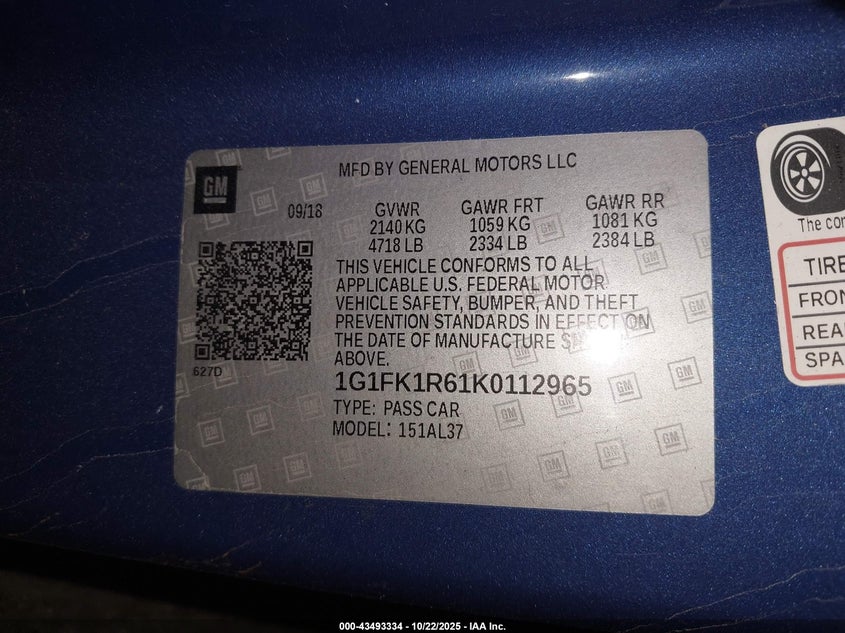 MFD BY GENERAL MOTORS LLC
GM
09/18 GVWR GAWR FRT GAWR RR
2140 KG 1059 KG 1081 KG
4718 LB 2334 LB 2384 LB
THIS VEHICLE CONFORMS TO ALL
APPLICABLE U.S. FEDERAL MOTOR
VEHICLE SAFETY, BUMPER, AND THEFT
PREVENTION STANDARDS IN EFFECT ON
THE DATE OF MANUFACTURE
ABOVE.
627D
1G1FK1R61K0112965
TYPE: PASS CAR
MODEL: 151AL37
The
TIRE
REA
SPA
000-43493334 - 10/22/2025 - IAA Inc.